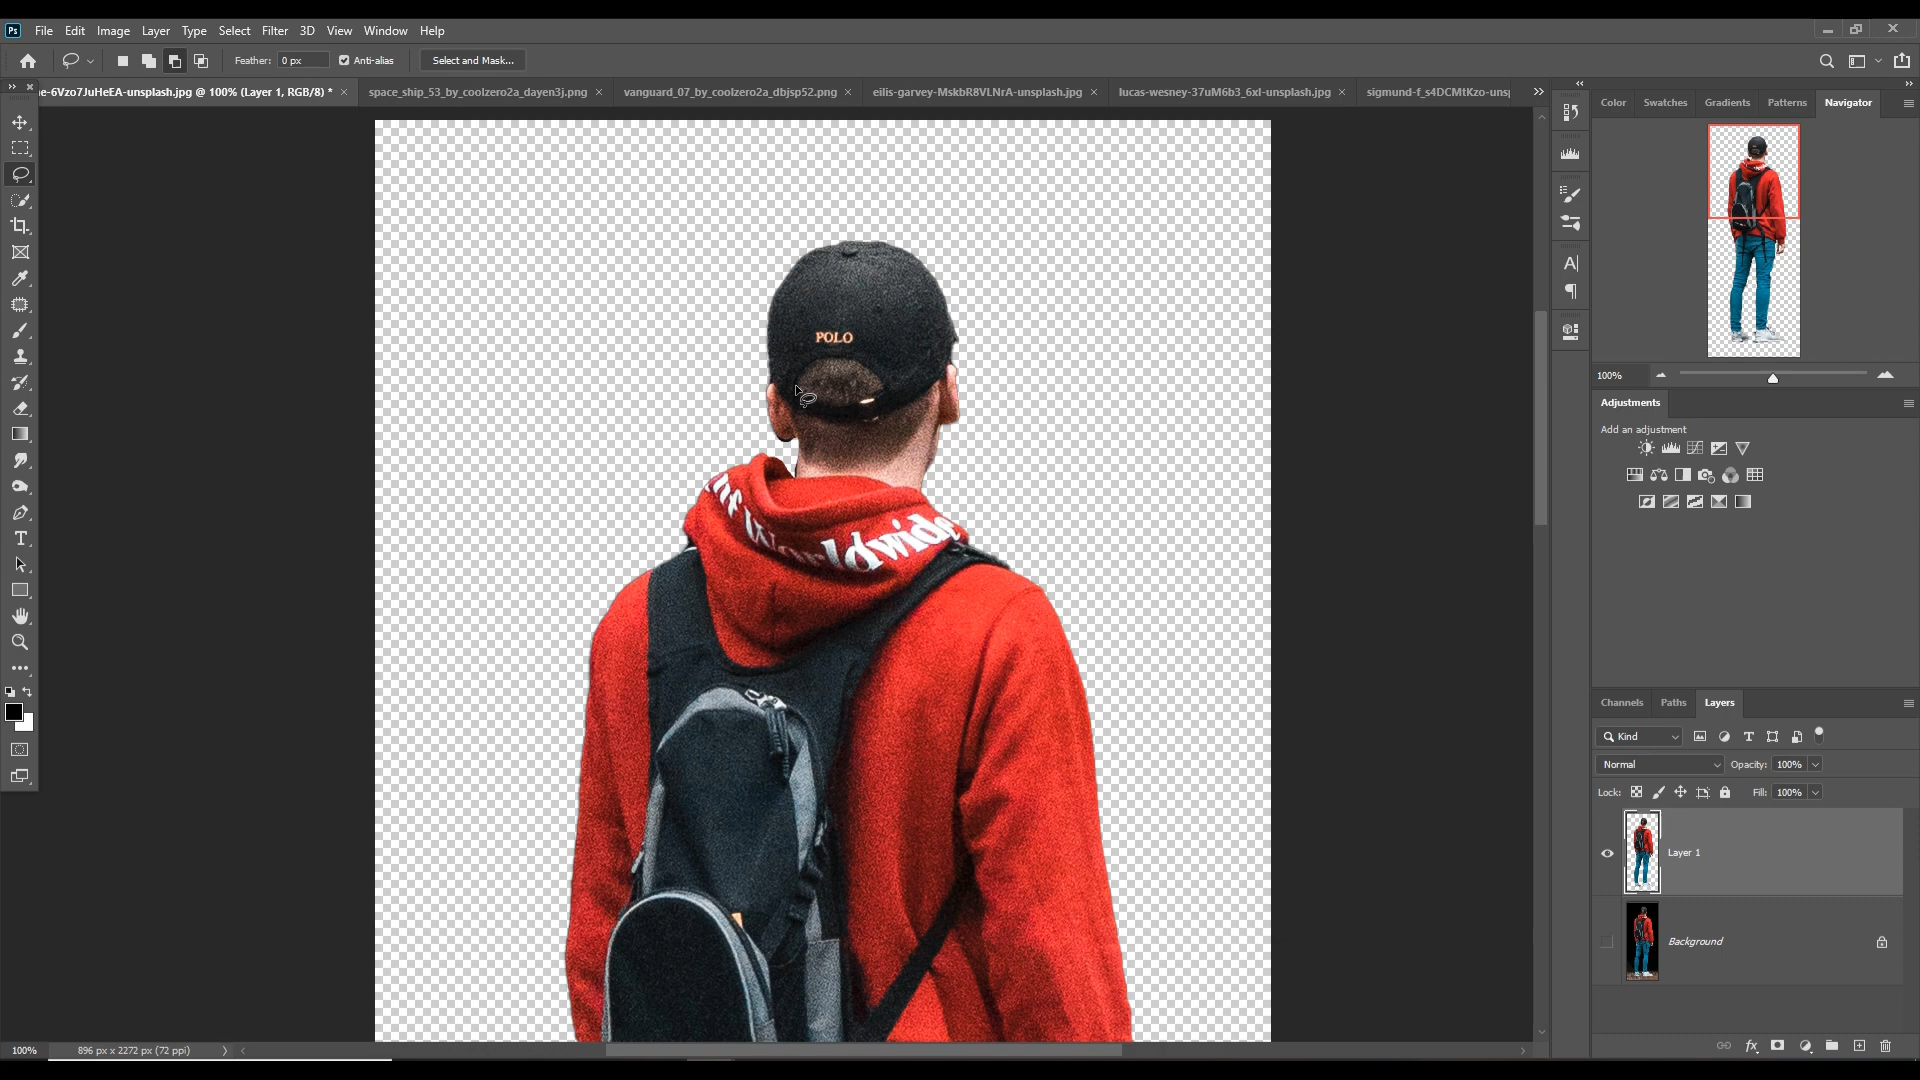 Ps File Edit Image Layer Type Select Filter 3D View Window Help
Feather: 0 px Anti-alias Select and Mask...
e-6Vzo7JuHeEA-unsplash.jpg @ 100% (Layer 1, RGB/8) * × space_ship_53_by_coolzero2a_dayen3j.png × vanguard_07_by_coolzero2a_dbjsp52.png × eilis-garvey-MskbR8VLNrA-unsplash.jpg × lucas-wesney-37uM6b3_6xI-unsplash.jpg × sigmund-f_s4DCMtKzo-uns
Color Swatches Gradients Patterns Navigator
POLO
Worldwide
100%
Adjustments
Add an adjustment
Channels Paths Layers
Kind
Normal Opacity: 100%
Lock: Fill: 100%
Layer 1
Background
100% 896 px x 2272 px (72 ppi)